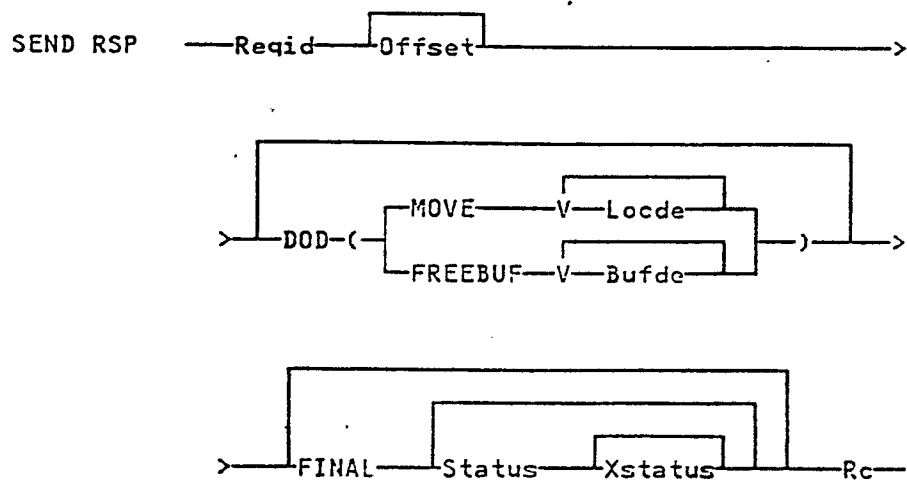 SEND RSP Reqid Offset >
MOVE V Locde
> DOD ( ) >
FREEBUF V Bufde
> FINAL Status Xstatus Rc